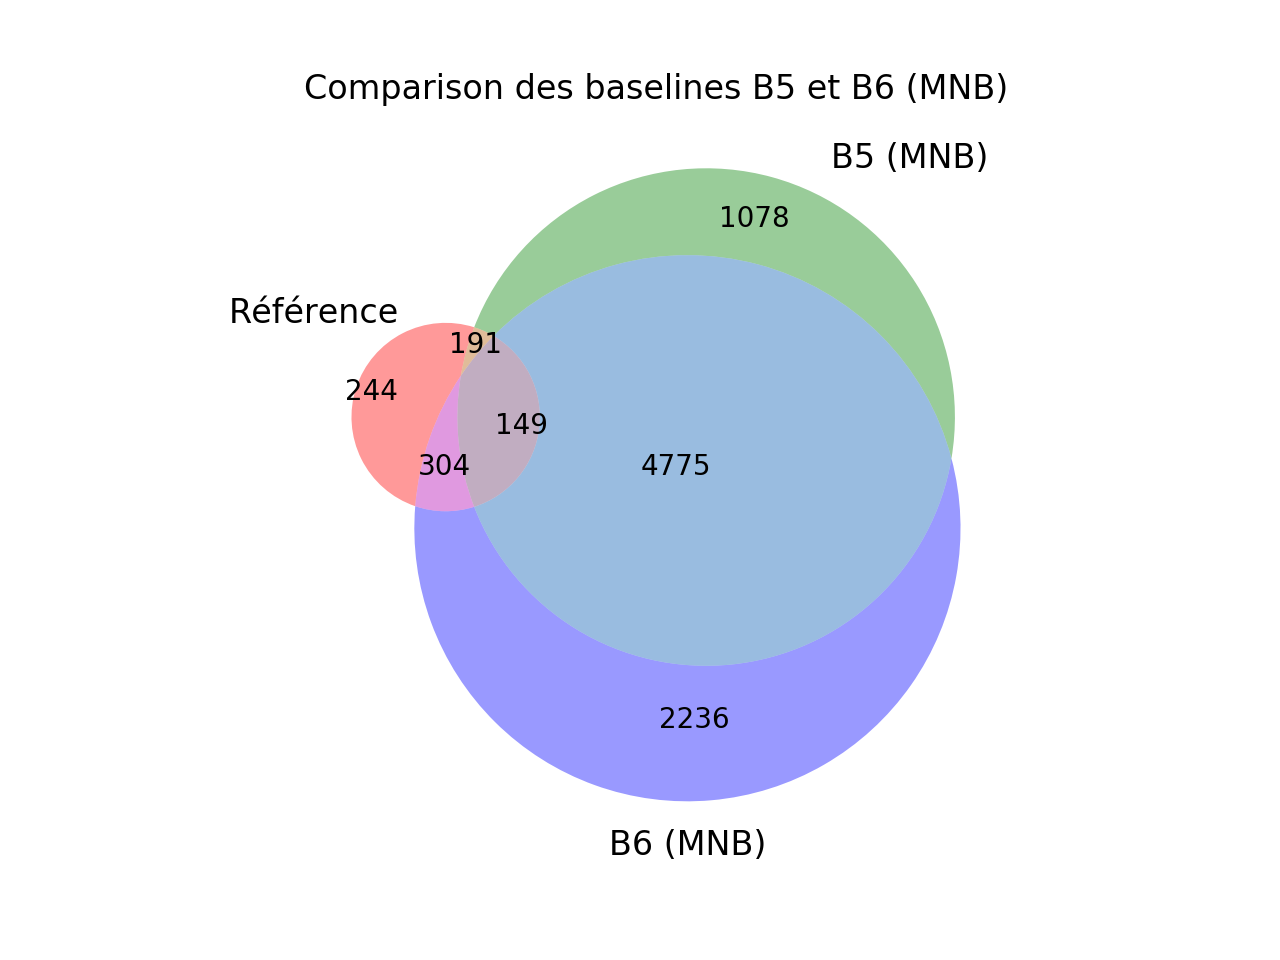 Comparison des baselines B5 et B6 (MNB)
B5 (MNB)
1078
Référence
191
244
149
304
4775
2236
B6 (MNB)